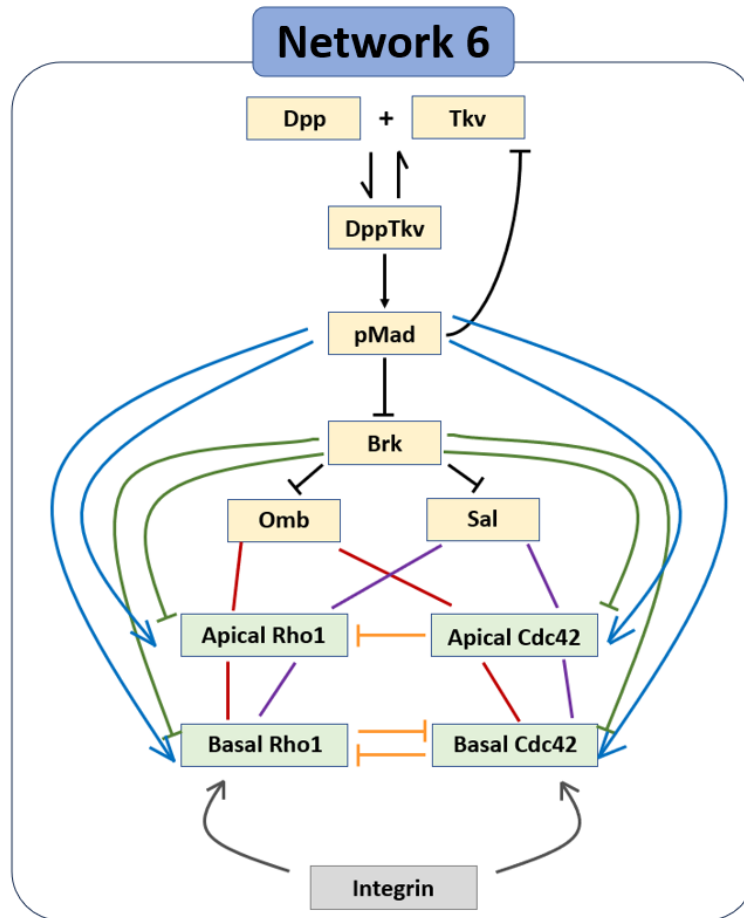 Network 6
Dpp + Tkv
DppTkv
pMad
Brk
Omb Sal
Apical Rho1 Apical Cdc42
Basal Rho1 Basal Cdc42
Integrin